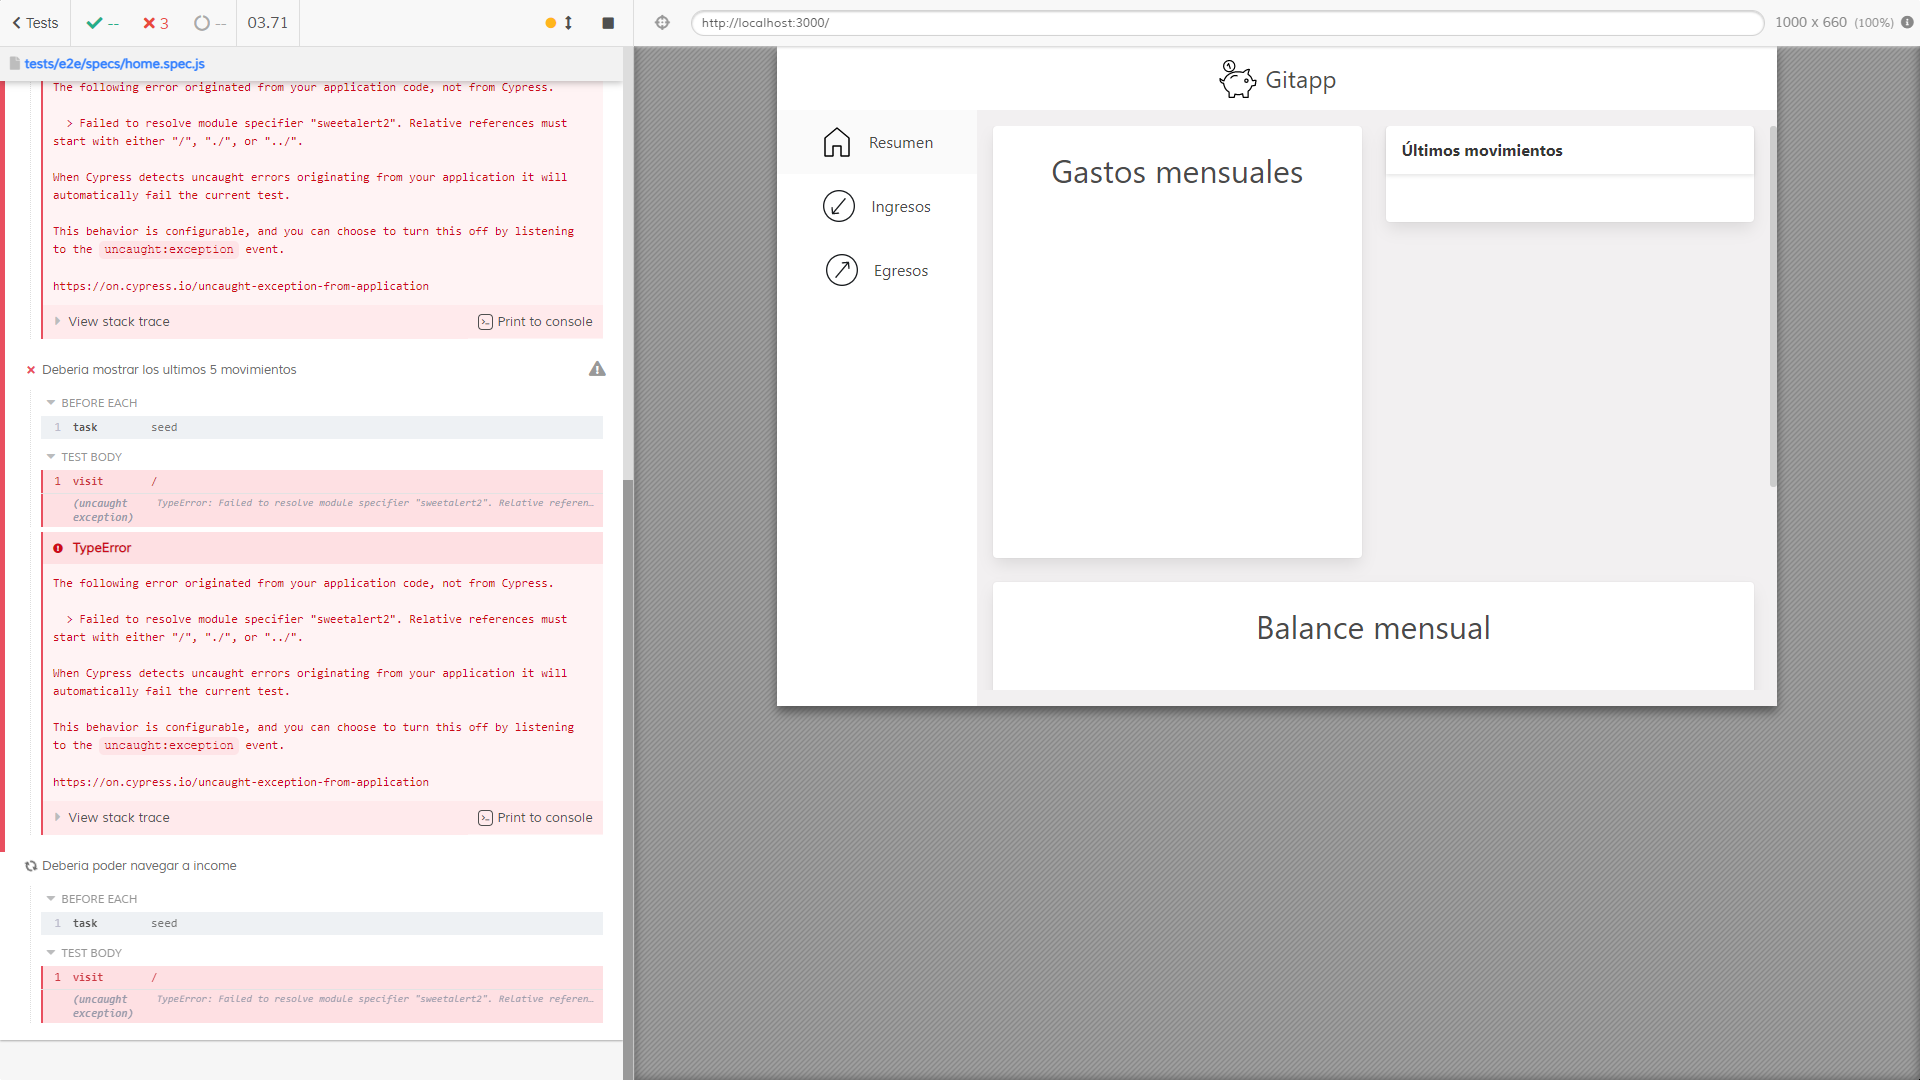 Tests
--
3
--
03.71
tests/e2e/specs/home.spec.js
The following error originated from your application code, not from Cypress.
> Failed to resolve module specifier "sweetalert2". Relative references must
start with either "/", "./", or "../".
When Cypress detects uncaught errors originating from your application it will
automatically fail the current test.
This behavior is configurable, and you can choose to turn this off by listening
to the uncaught:exception event.
https://on.cypress.io/uncaught-exception-from-application
View stack trace
Print to console
Deberia mostrar los ultimos 5 movimientos
BEFORE EACH
1 task seed
TEST BODY
1 visit /
(uncaught TypeError: Failed to resolve module specifier "sweetalert2". Relative referen…
exception)
TypeError
The following error originated from your application code, not from Cypress.
> Failed to resolve module specifier "sweetalert2". Relative references must
start with either "/", "./", or "../".
When Cypress detects uncaught errors originating from your application it will
automatically fail the current test.
This behavior is configurable, and you can choose to turn this off by listening
to the uncaught:exception event.
https://on.cypress.io/uncaught-exception-from-application
View stack trace
Print to console
Deberia poder navegar a income
BEFORE EACH
1 task seed
TEST BODY
1 visit /
(uncaught TypeError: Failed to resolve module specifier "sweetalert2". Relative referen…
exception)
http://localhost:3000/
1000 x 660 (100%)
Gitapp
Resumen
Ingresos
Egresos
Gastos mensuales
Últimos movimientos
Balance mensual